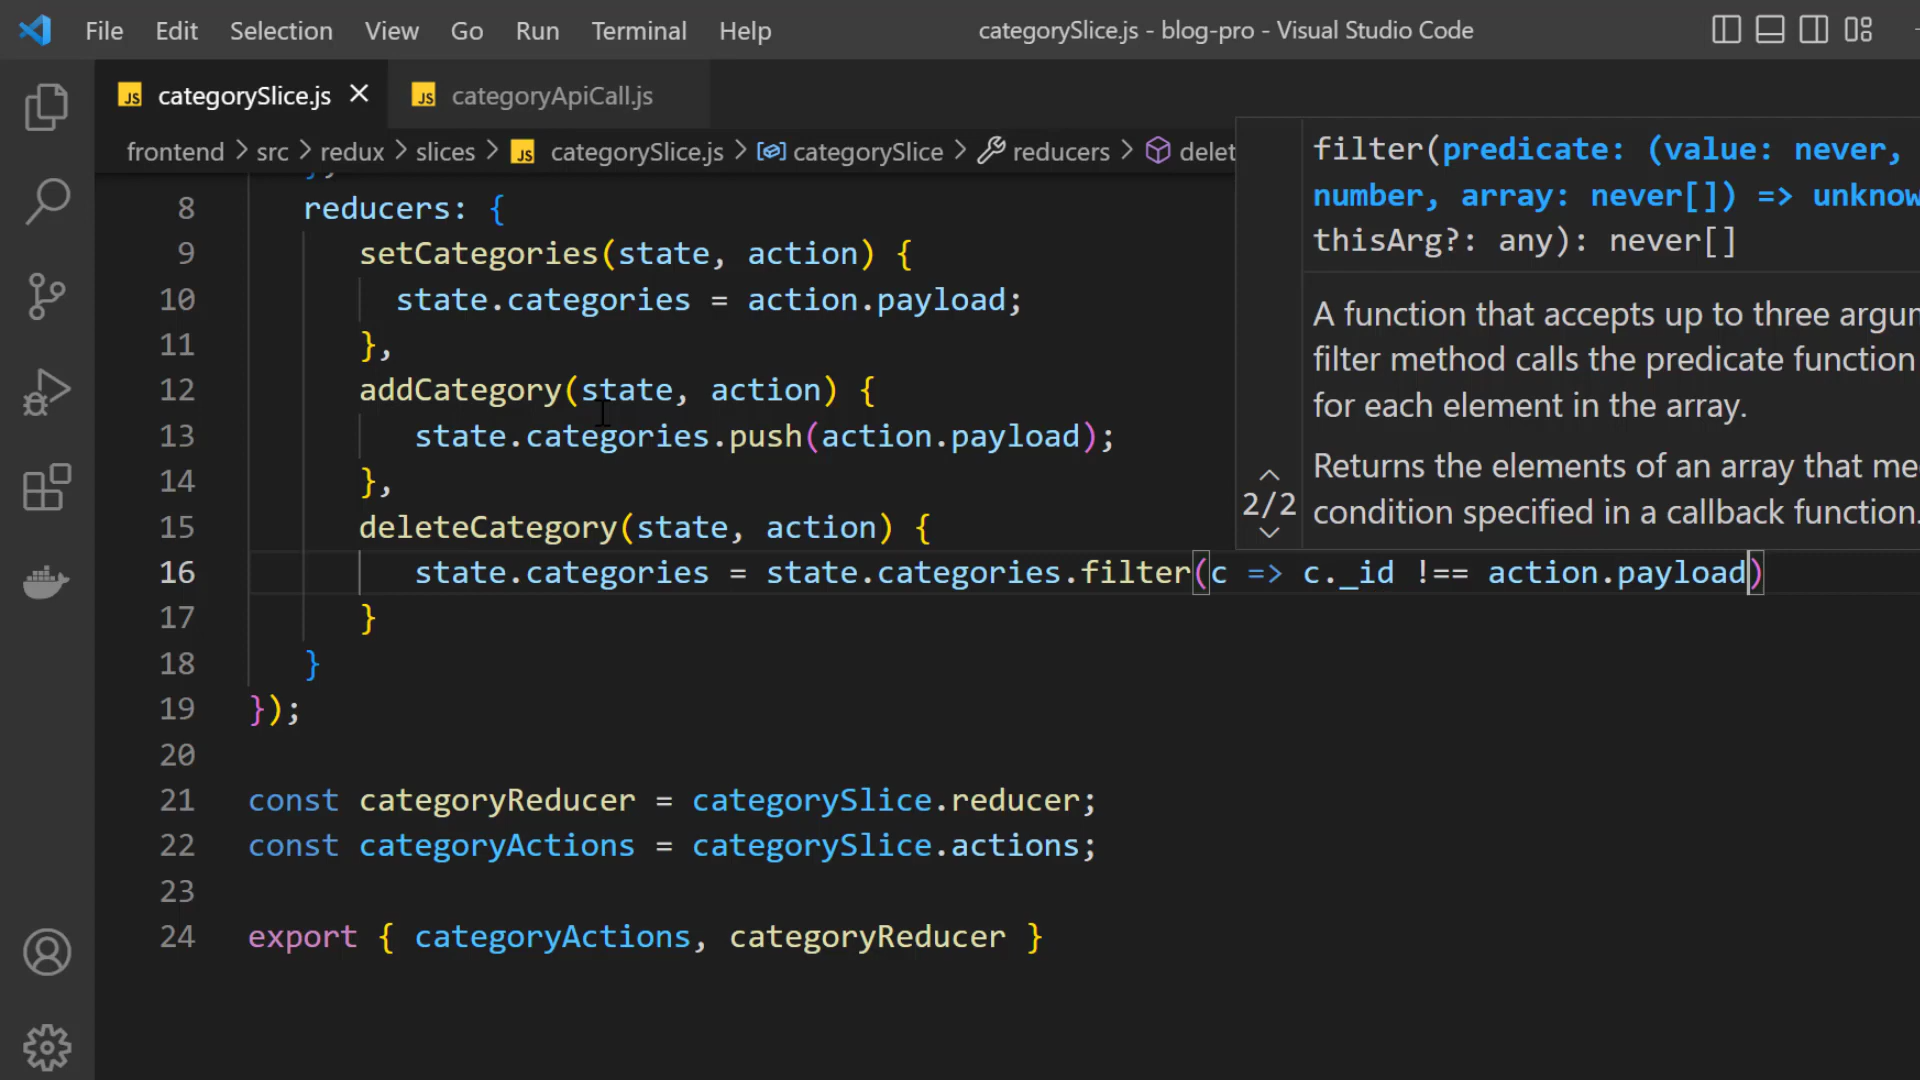 File Edit Selection View Go Run Terminal Help categorySlice.js - blog-pro - Visual Studio Code
JS categorySlice.js JS categoryApiCall.js
frontend > src > redux > slices > JS categorySlice.js > categorySlice > reducers > delet
filter(predicate: (value: never,
number, array: never[]) => unknow
thisArg?: any): never[]
A function that accepts up to three argum
filter method calls the predicate function
for each element in the array.
Returns the elements of an array that me
2/2 condition specified in a callback function.
8 reducers: {
9 setCategories(state, action) {
10 state.categories = action.payload;
11 },
12 addCategory(state, action) {
13 state.categories.push(action.payload);
14 },
15 deleteCategory(state, action) {
16 state.categories = state.categories.filter(c => c._id !== action.payload)
17 }
18 }
19 });
20
21 const categoryReducer = categorySlice.reducer;
22 const categoryActions = categorySlice.actions;
23
24 export { categoryActions, categoryReducer }